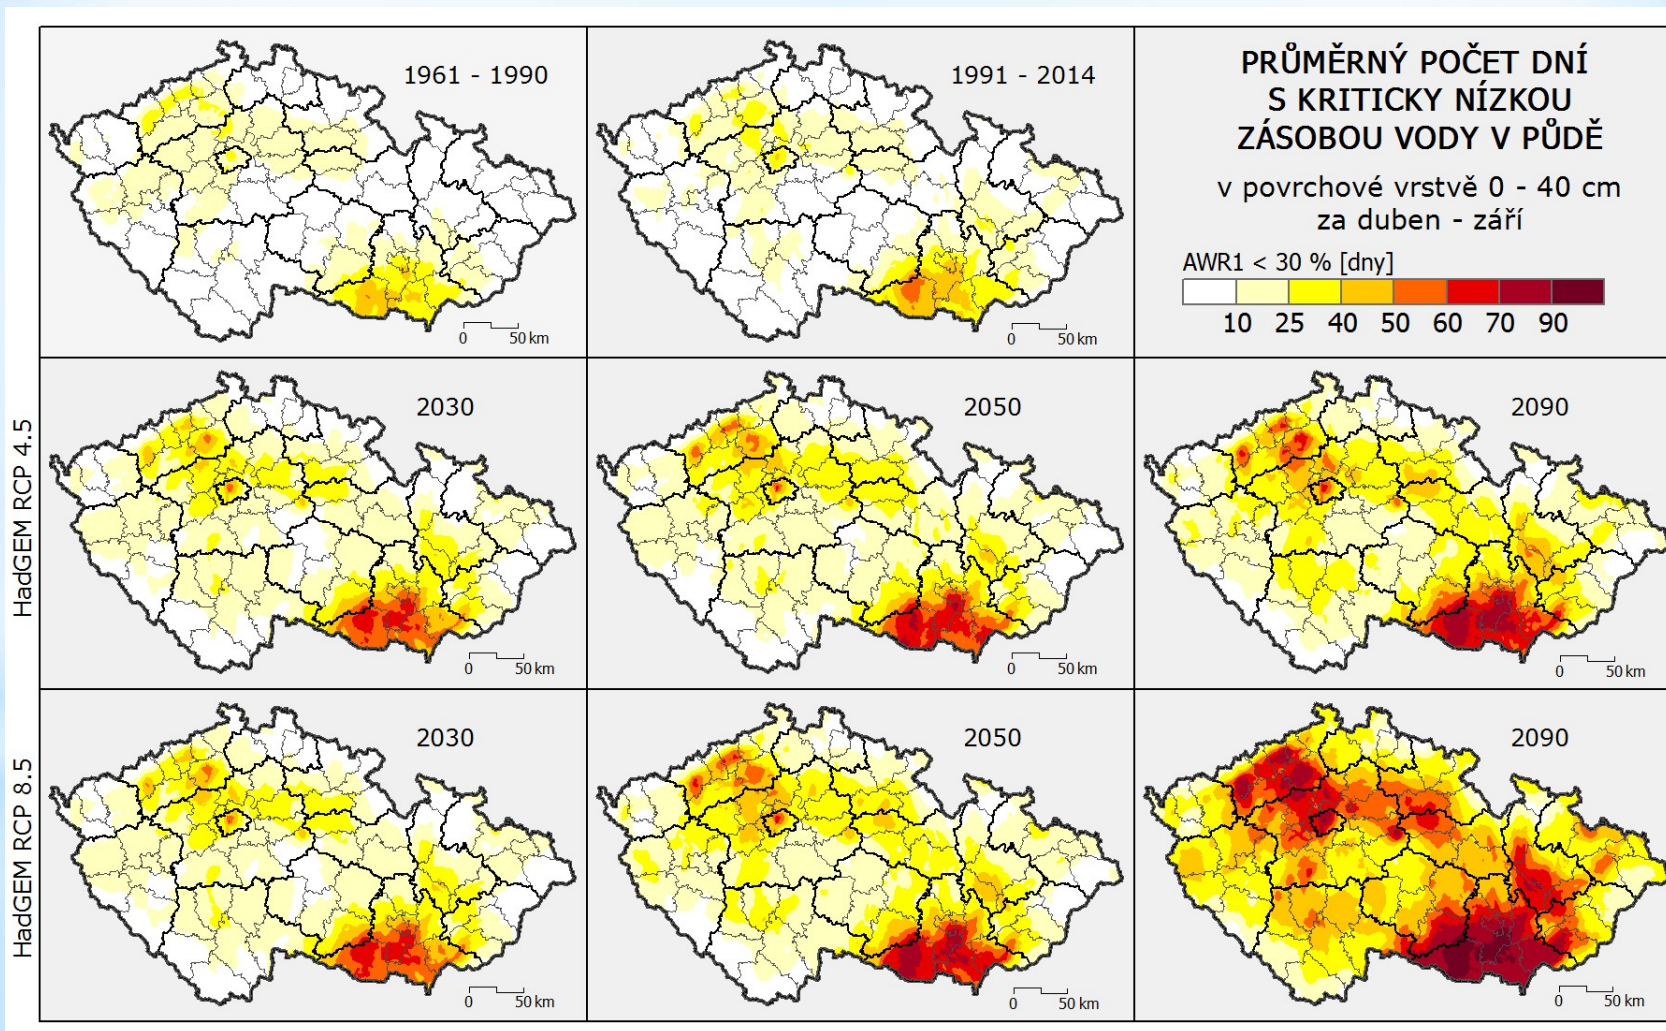 1961 - 1990
0 50 km
1991 - 2014
0 50 km
PRŮMĚRNÝ POČET DNÍ
S KRITICKY NÍZKOU
ZÁSOBOU VODY V PŮDĚ
v povrchové vrstvě 0 - 40 cm
za duben - září
AWR1 < 30 % [dny]
10 25 40 50 60 70 90
HadGEM RCP 4.5
2030
0 50 km
2050
0 50 km
2090
0 50 km
HadGEM RCP 8.5
2030
0 50 km
2050
0 50 km
2090
0 50 km